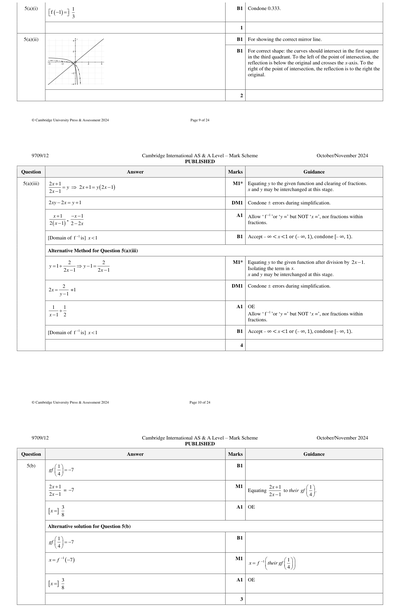 5(a)(i)
[f(−1)=] 1/3
B1
Condone 0.333.
1
5(a)(ii)
B1
For showing the correct mirror line.
B1
For correct shape: the curves should intersect in the first square
in the third quadrant. To the left of the point of intersection, the
reflection is below the original and crosses the x-axis. To the
right of the point of intersection, the reflection is to the right the
original.
2
© Cambridge University Press & Assessment 2024
Page 9 of 24
9709/12
Cambridge International AS & A Level – Mark Scheme
October/November 2024
PUBLISHED
Question
Answer
Marks
Guidance
5(a)(iii)
(2x+1)/(2x−1) = y ⇒ 2x+1 = y(2x−1)
M1*
Equating y to the given function and clearing of fractions.
x and y may be interchanged at this stage.
2xy−2x = y+1
DM1
Condone ± errors during simplification.
(x+1)/(2(x−1)), (−x−1)/(2−2x)
A1
Allow 'f⁻¹' or 'y =' but NOT 'x =', nor fractions within
fractions.
[Domain of f⁻¹ is] x<1
B1
Accept −∞ < x <1 or (−∞, 1), condone [−∞, 1).
Alternative Method for Question 5(a)(iii)
y = 1+ 2/(2x−1) ⇒ y−1 = 2/(2x−1)
M1*
Equating y to given function after division by 2x−1.
Isolating the term in x.
x and y may be interchanged at this stage.
2x = 2/(y−1) +1
DM1
Condone ± errors during simplification.
1/(x−1) + 1/2
A1
OE
Allow 'f⁻¹' or 'y =' but NOT 'x =', nor fractions within
fractions.
[Domain of f⁻¹ is] x<1
B1
Accept −∞ < x <1 or (−∞, 1), condone [−∞, 1).
4
© Cambridge University Press & Assessment 2024
Page 10 of 24
9709/12
Cambridge International AS & A Level – Mark Scheme
October/November 2024
PUBLISHED
Question
Answer
Marks
Guidance
5(b)
gf(1/4) = −7
B1
(2x+1)/(2x−1) = −7
M1
Equating (2x+1)/(2x−1) to their gf(1/4).
[x =] 3/8
A1
OE
Alternative solution for Question 5(b)
gf(1/4) = −7
B1
x = f⁻¹(−7)
M1
x = f⁻¹(their gf(1/4))
[x =] 3/8
A1
OE
3